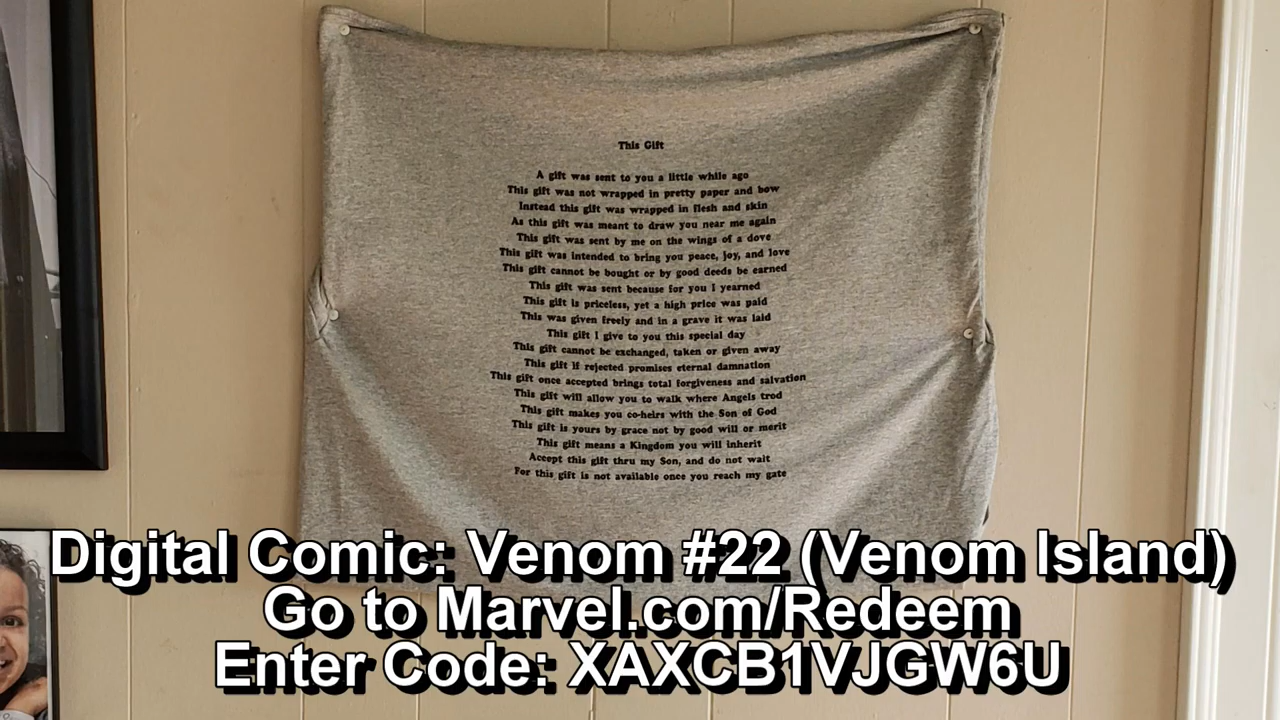 This Gift
A gift was sent to you a little while ago
This gift was not wrapped in pretty paper and bow
Instead this gift was wrapped in flesh and skin
As this gift was meant to draw you near me again
This gift was sent by me on the wings of a dove
This gift was intended to bring you peace, joy, and love
This gift cannot be bought or by good deeds be earned
This gift was sent because for you I yearned
This gift is priceless, yet a high price was paid
This was given freely and in a grave it was laid
This gift I give to you this special day
This gift cannot be exchanged, taken or given away
This gift if rejected promises eternal damnation
This gift once accepted brings total forgiveness and salvation
This gift will allow you to walk where Angels trod
This gift makes you co-heirs with the Son of God
This gift is yours by grace not by good will or merit
This gift means a Kingdom you will inherit
Accept this gift thru my Son, and do not wait
For this gift is not available once you reach my gate
Digital Comic: Venom #22 (Venom Island)
Go to Marvel.com/Redeem
Enter Code: XAXCB1VJGW6U